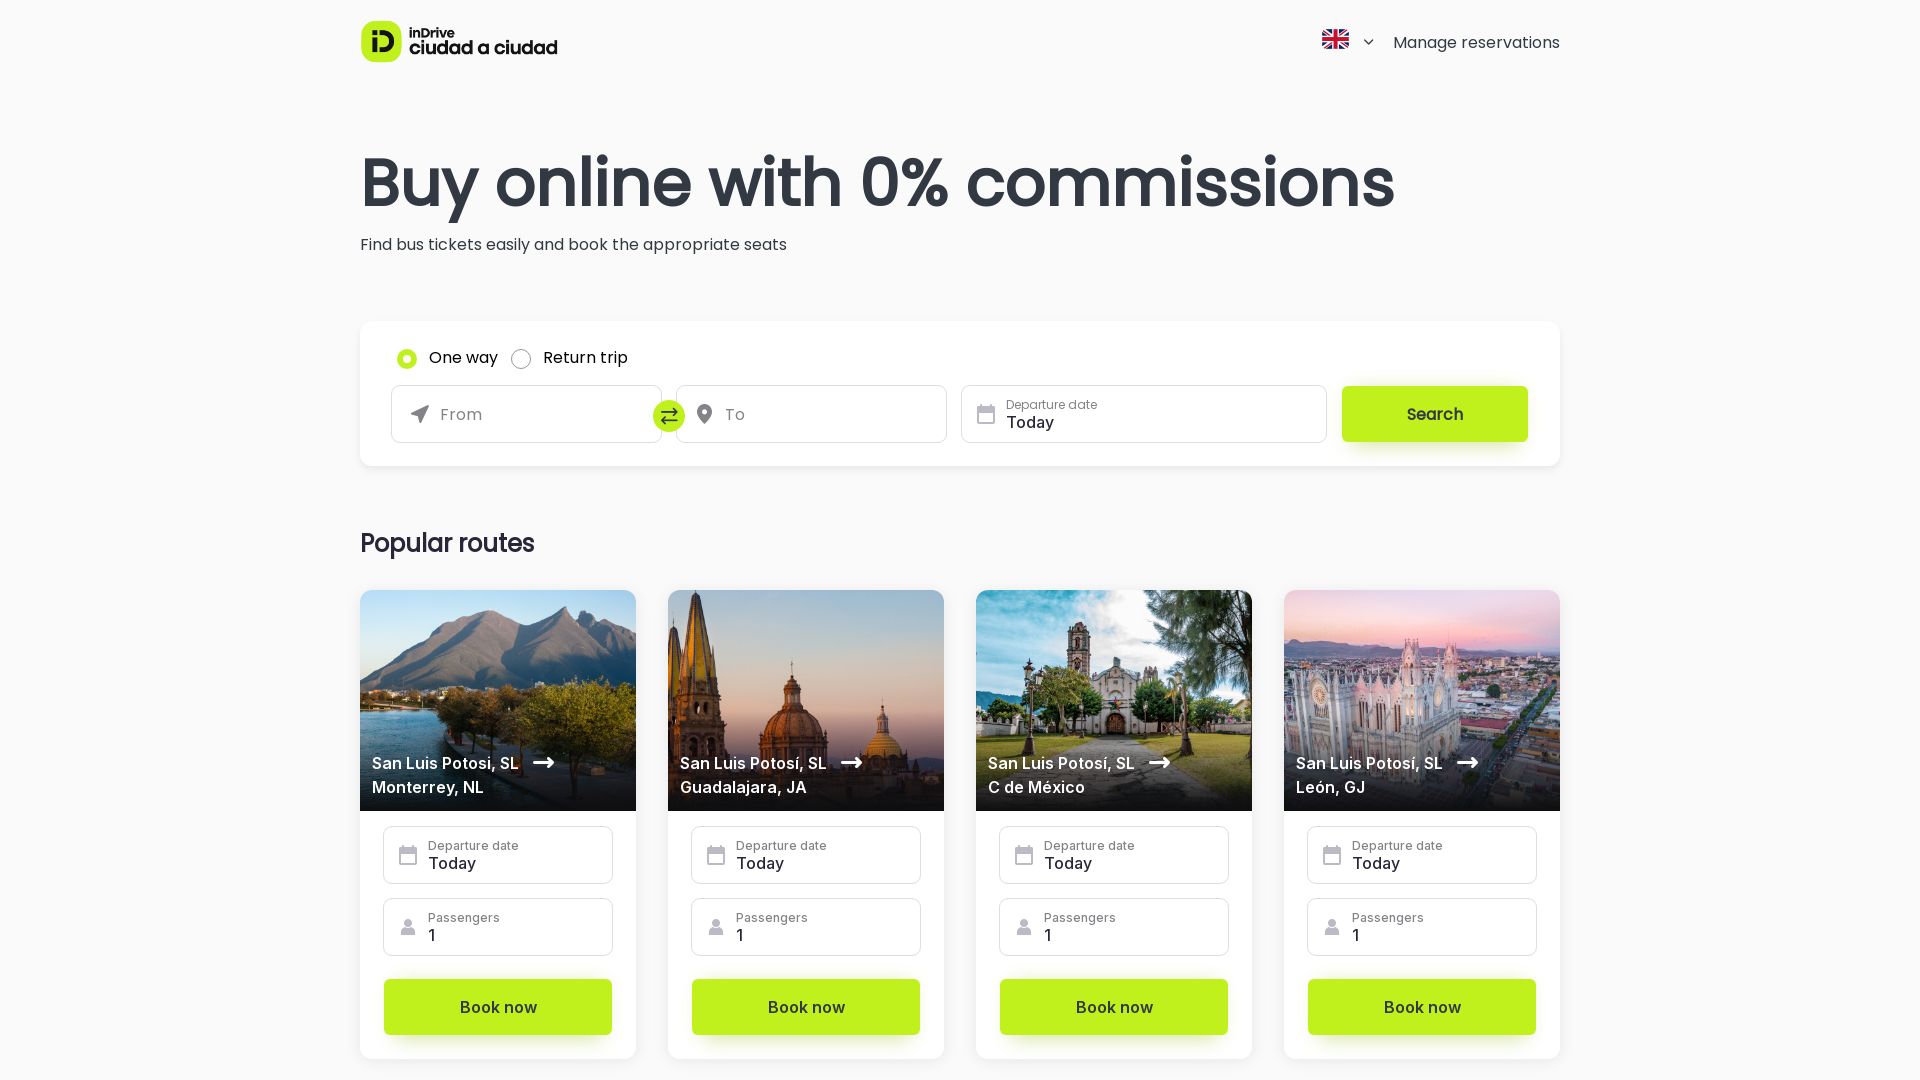 inDrive
ciudad a ciudad
Manage reservations
Buy online with 0% commissions
Find bus tickets easily and book the appropriate seats
One way
Return trip
From
To
Departure date
Today
Search
Popular routes
San Luis Potosi, SL
Monterrey, NL
Departure date
Today
Passengers
1
Book now
San Luis Potosí, SL
Guadalajara, JA
Departure date
Today
Passengers
1
Book now
San Luis Potosí, SL
C de México
Departure date
Today
Passengers
1
Book now
San Luis Potosí, SL
León, GJ
Departure date
Today
Passengers
1
Book now